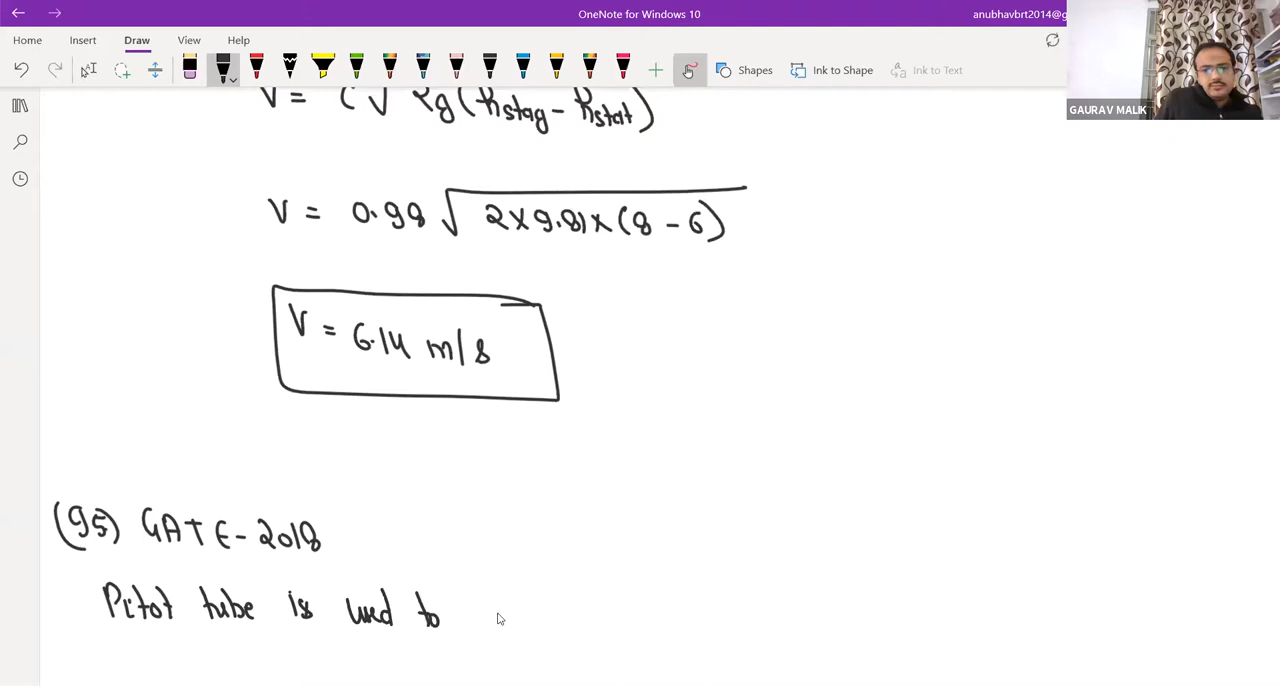 OneNote for Windows 10
anubhavbrt2014@g
Home Insert Draw View Help
Shapes Ink to Shape Ink to Text
GAURAV MALIK
V = C √ 2g(hstag - hstat)
V = 0.98 √ 2×9.81×(8 - 6)
V = 6.14 m/s
(95) GATE-2018
Pitot tube is used to